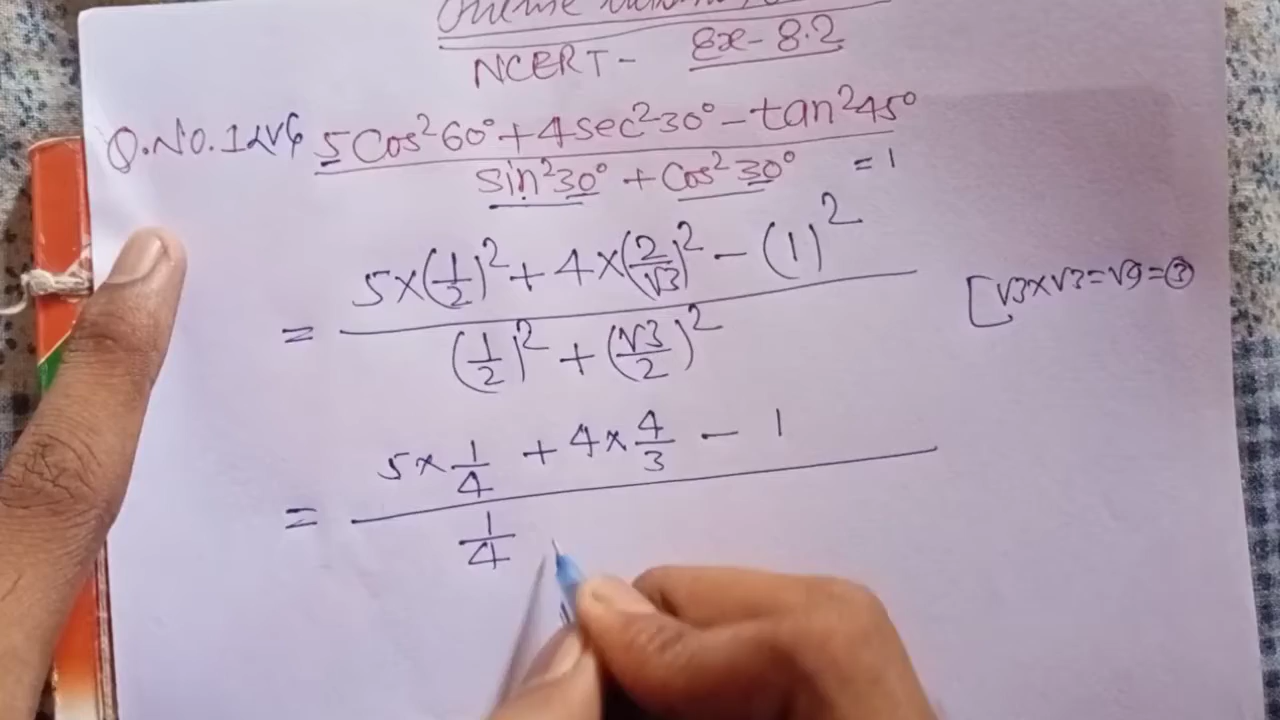 Online
NCERT - Ex-8.2
Q.No.1 5Cos²60°+4sec²30°-tan²45°
sin²30° + Cos²30° = 1
5×(1/2)²+4×(2/√3)²-(1)²
= (1/2)²+(√3/2)² [√3×√3=√9=3
5×1/4 + 4×4/3 - 1
= 1/4